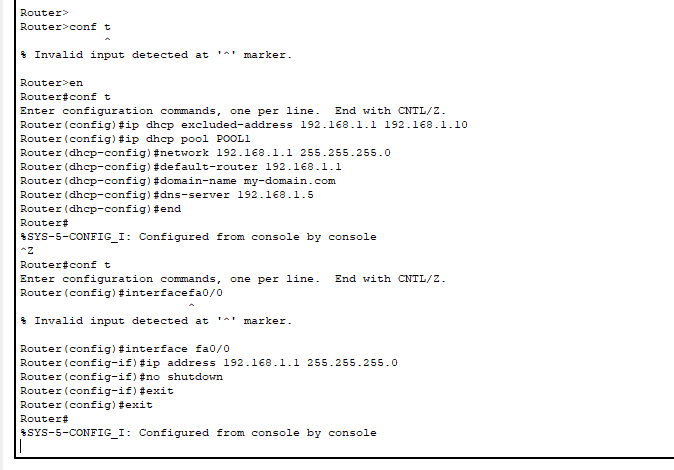 Router>
Router>conf t
^
% Invalid input detected at '^' marker.
Router>en
Router#conf t
Enter configuration commands, one per line.  End with CNTL/Z.
Router(config)#ip dhcp excluded-address 192.168.1.1 192.168.1.10
Router(config)#ip dhcp pool POOL1
Router(dhcp-config)#network 192.168.1.1 255.255.255.0
Router(dhcp-config)#default-router 192.168.1.1
Router(dhcp-config)#domain-name my-domain.com
Router(dhcp-config)#dns-server 192.168.1.5
Router(dhcp-config)#end
Router#
%SYS-5-CONFIG_I: Configured from console by console
^Z
Router#conf t
Enter configuration commands, one per line.  End with CNTL/Z.
Router(config)#interfacefa0/0
^
% Invalid input detected at '^' marker.
Router(config)#interface fa0/0
Router(config-if)#ip address 192.168.1.1 255.255.255.0
Router(config-if)#no shutdown
Router(config-if)#exit
Router(config)#exit
Router#
%SYS-5-CONFIG_I: Configured from console by console